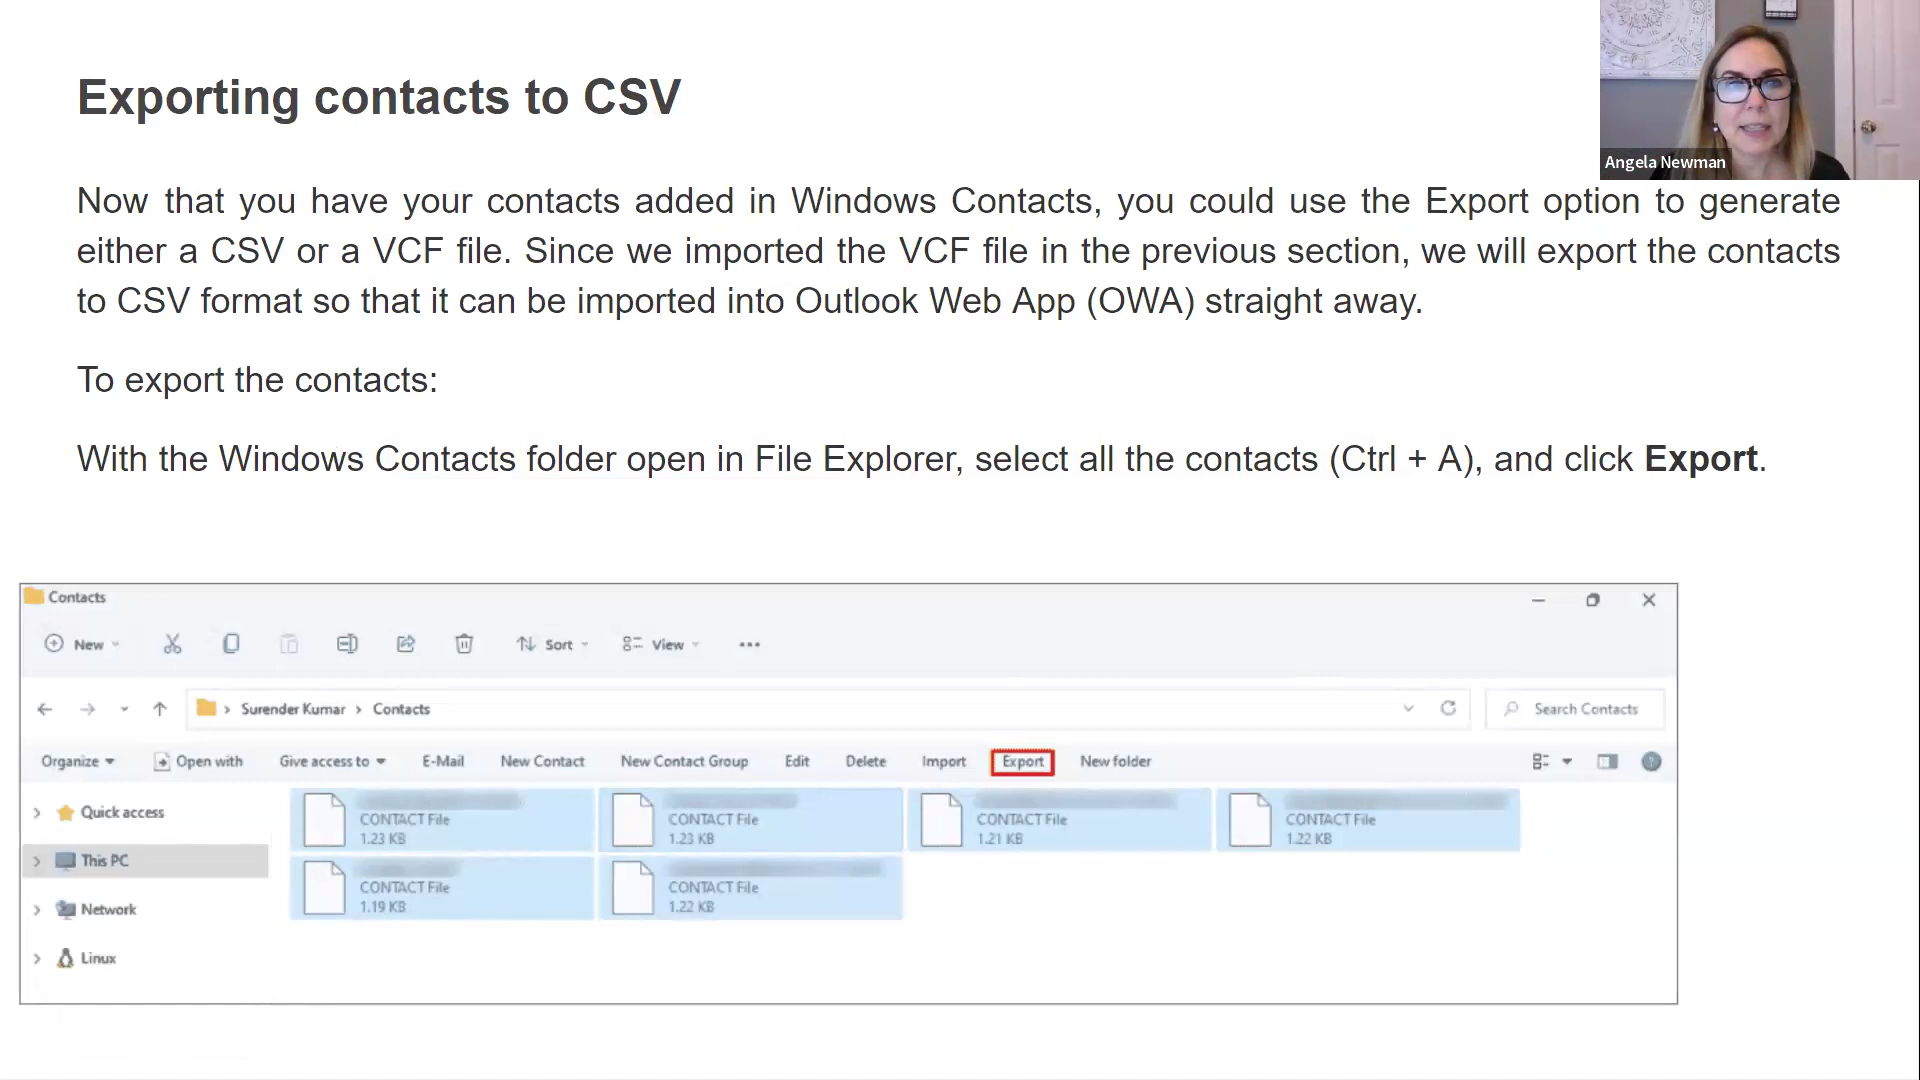 Exporting contacts to CSV
Angela Newman
Now that you have your contacts added in Windows Contacts, you could use the Export option to generate
either a CSV or a VCF file. Since we imported the VCF file in the previous section, we will export the contacts
to CSV format so that it can be imported into Outlook Web App (OWA) straight away.
To export the contacts:
With the Windows Contacts folder open in File Explorer, select all the contacts (Ctrl + A), and click Export.
Contacts
New Sort View
Surender Kumar Contacts Search Contacts
Organize Open with Give access to E-Mail New Contact New Contact Group Edit Delete Import Export New folder
Quick access
This PC
Network
Linux
CONTACT File CONTACT File CONTACT File CONTACT File
1.23 KB 1.23 KB 1.21 KB 1.22 KB
CONTACT File CONTACT File
1.19 KB 1.22 KB